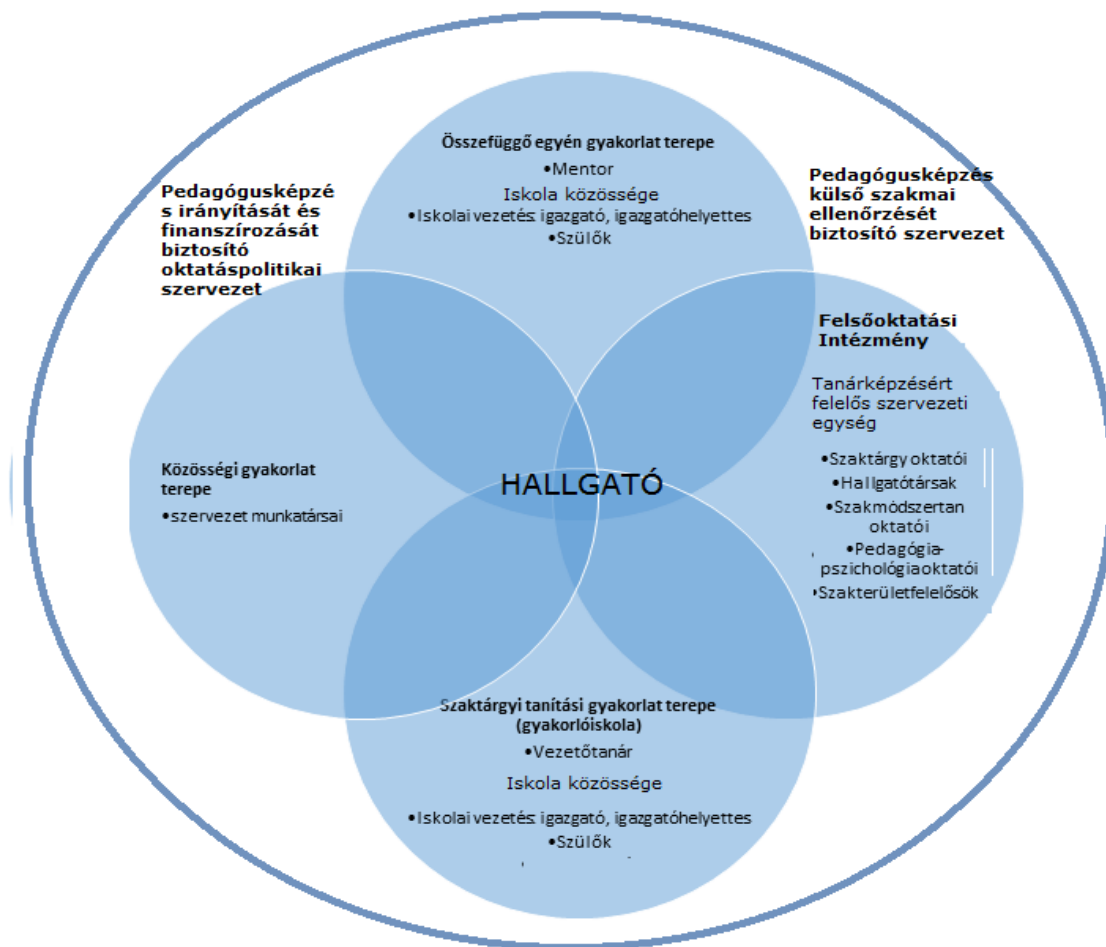 Összefüggő egyén gyakorlat terepe
•Mentor
Iskola közössége
•Iskolai vezetés: igazgató, igazgatóhelyettes
•Szülők
Pedagógusképzé
s irányítását és
finanszírozását
biztosító
oktatáspolitikai
szervezet
Pedagógusképzés
külső szakmai
ellenőrzését
biztosító szervezet
Felsőoktatási
Intézmény
Tanárképzésért
felelős szervezeti
egység
•Szaktárgy oktatói
•Hallgatótársak
•Szakmódszertan
oktatói
•Pedagógia-
pszichológiaoktatói
•Szakterületfelelősök
Közösségi gyakorlat
terepe
•szervezet munkatársai
HALLGATÓ
Szaktárgyi tanítási gyakorlat terepe
(gyakorlóiskola)
•Vezetőtanár
Iskola közössége
•Iskolai vezetés: igazgató, igazgatóhelyettes
•Szülők